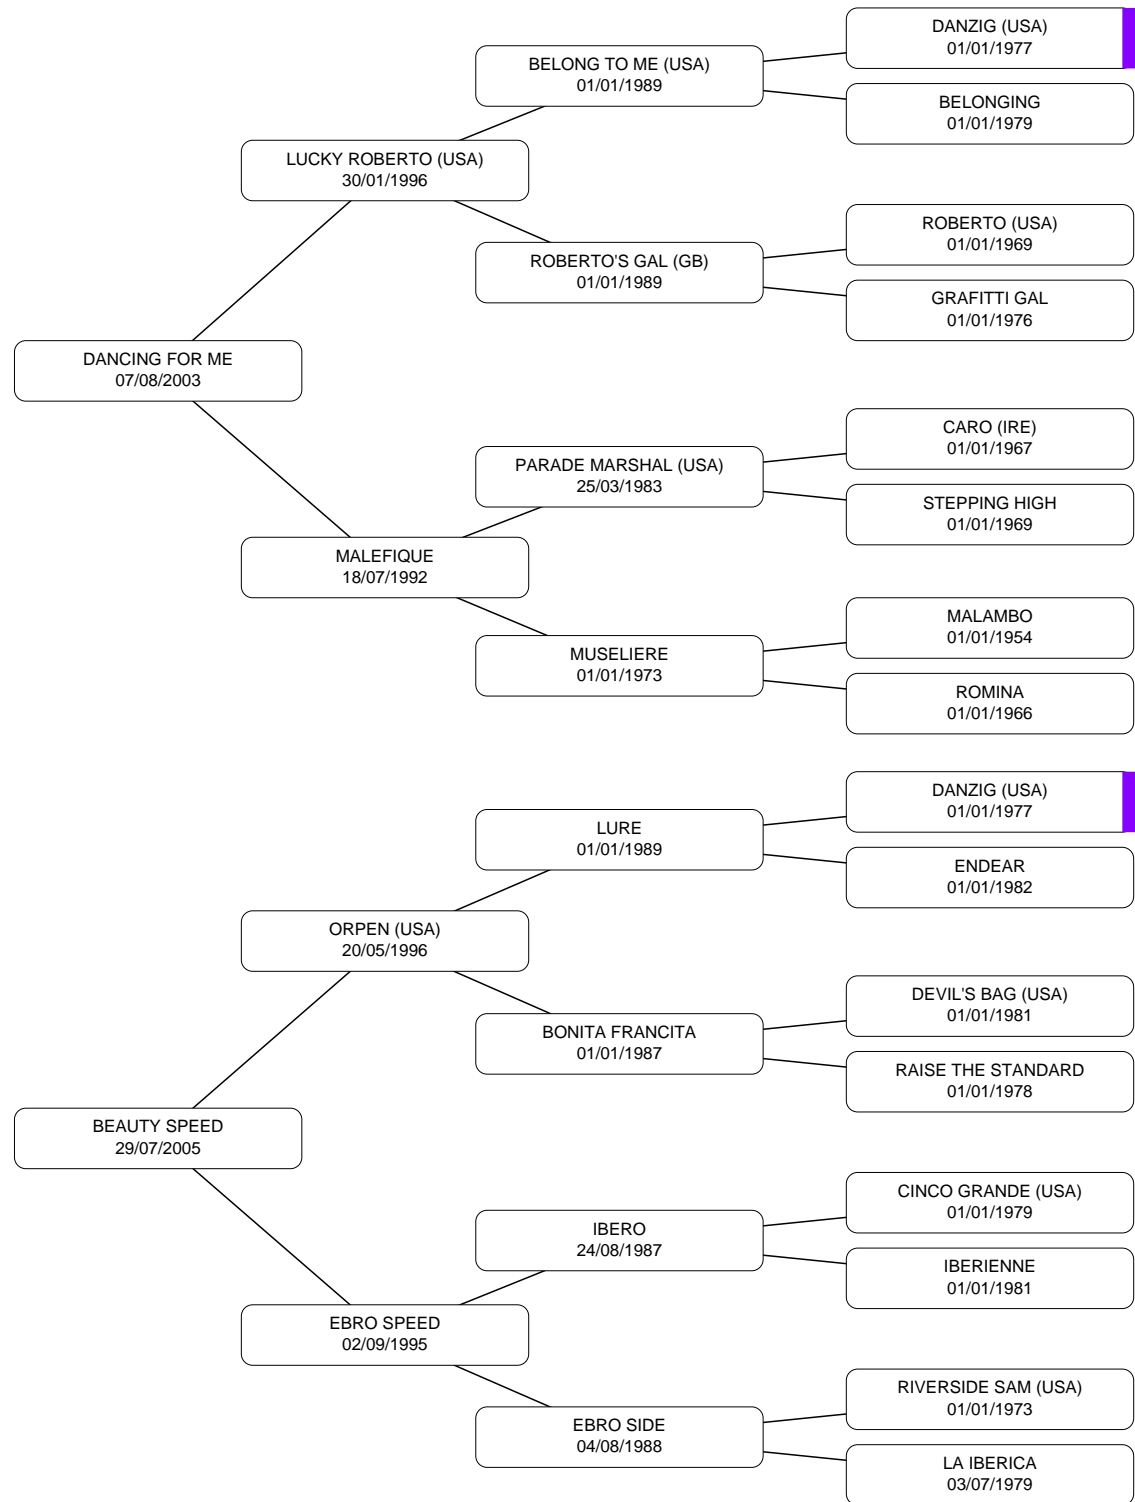 DANZIG (USA)
01/01/1977
BELONG TO ME (USA)
01/01/1989
BELONGING
01/01/1979
LUCKY ROBERTO (USA)
30/01/1996
ROBERTO (USA)
01/01/1969
ROBERTO'S GAL (GB)
01/01/1989
GRAFITTI GAL
01/01/1976
DANCING FOR ME
07/08/2003
CARO (IRE)
01/01/1967
PARADE MARSHAL (USA)
25/03/1983
STEPPING HIGH
01/01/1969
MALEFIQUE
18/07/1992
MALAMBO
01/01/1954
MUSELIERE
01/01/1973
ROMINA
01/01/1966
DANZIG (USA)
01/01/1977
LURE
01/01/1989
ENDEAR
01/01/1982
ORPEN (USA)
20/05/1996
DEVIL'S BAG (USA)
01/01/1981
BONITA FRANCITA
01/01/1987
RAISE THE STANDARD
01/01/1978
BEAUTY SPEED
29/07/2005
CINCO GRANDE (USA)
01/01/1979
IBERO
24/08/1987
IBERIENNE
01/01/1981
EBRO SPEED
02/09/1995
RIVERSIDE SAM (USA)
01/01/1973
EBRO SIDE
04/08/1988
LA IBERICA
03/07/1979